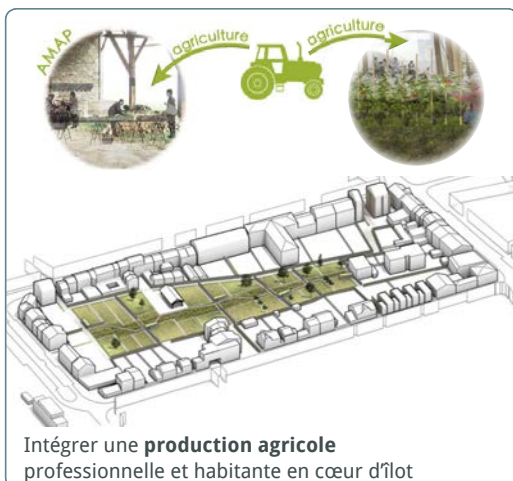 AMAP
agriculture
agriculture
Intégrer une production agricole
professionnelle et habitante en cœur d'îlot